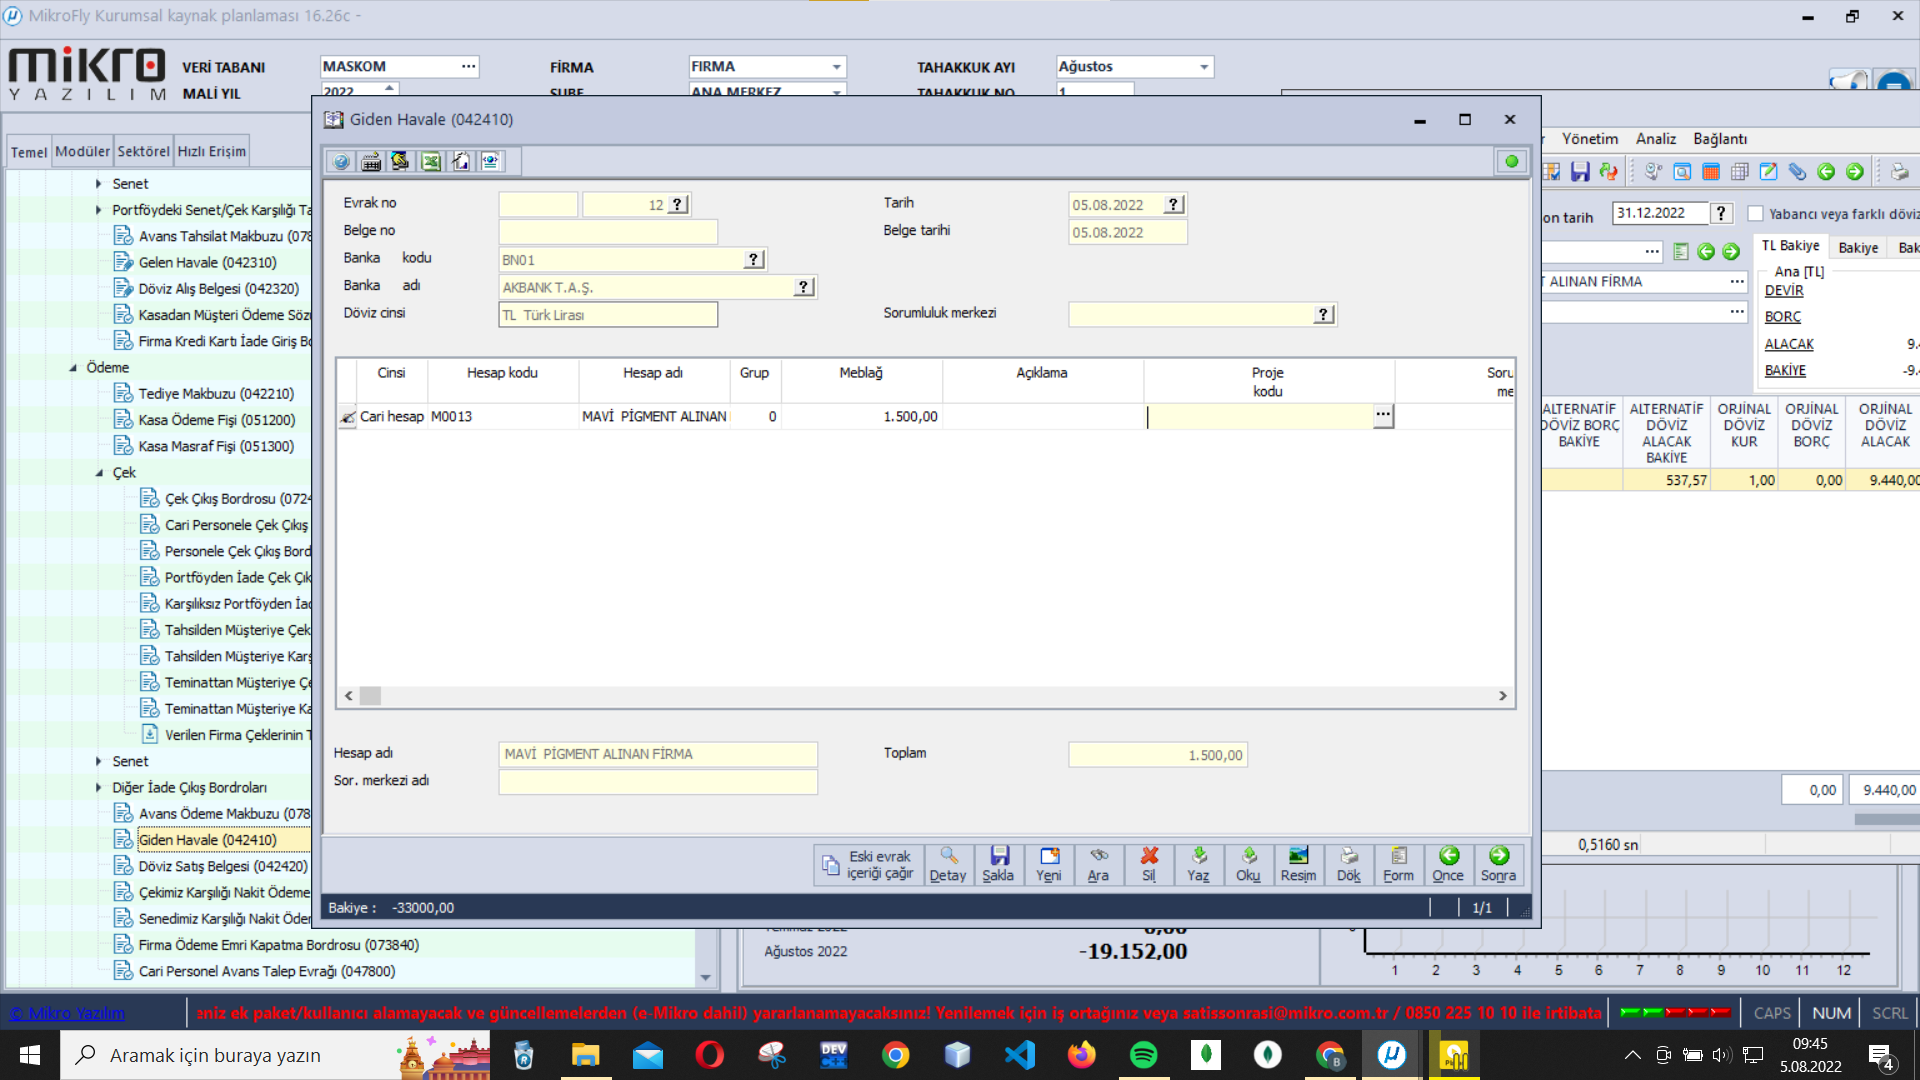 MikroFly Kurumsal kaynak planlaması 16.26c -
mikro
YAZILIM
VERİ TABANI
MASKOM
FİRMA
FIRMA
TAHAKKUK AYI
Ağustos
MALİ YIL
2022
ŞUBE
ANA MERKEZ
TAHAKKUK NO
1
Temel
Modüler
Sektörel
Hızlı Erişim
Senet
Portföydeki Senet/Çek Karşılığı Ta
Avans Tahsilat Makbuzu (078
Gelen Havale (042310)
Döviz Alış Belgesi (042320)
Kasadan Müşteri Ödeme Söz
Firma Kredi Kartı İade Giriş Bo
Ödeme
Tediye Makbuzu (042210)
Kasa Ödeme Fişi (051200)
Kasa Masraf Fişi (051300)
Çek
Çek Çıkış Bordrosu (0724
Cari Personele Çek Çıkış
Personele Çek Çıkış Bord
Portföyden İade Çek Çık
Karşılıksız Portföyden İad
Tahsilden Müşteriye Çek
Tahsilden Müşteriye Karş
Teminattan Müşteriye Çe
Teminattan Müşteriye Ka
Verilen Firma Çeklerinin T
Senet
Diğer İade Çıkış Bordroları
Avans Ödeme Makbuzu (078
Giden Havale (042410)
Döviz Satış Belgesi (042420)
Çekimiz Karşılığı Nakit Ödeme
Senedimiz Karşılığı Nakit Öder
Firma Ödeme Emri Kapatma Bordrosu (073840)
Cari Personel Avans Talep Evrağı (047800)
Giden Havale (042410)
Evrak no
12 ?
Tarih
05.08.2022 ?
Belge no
Belge tarihi
05.08.2022
Banka kodu
BN01 ?
Banka adı
AKBANK T.A.Ş. ?
Döviz cinsi
TL Türk Lirası
Sorumluluk merkezi
?
Cinsi
Hesap kodu
Hesap adı
Grup
Meblağ
Açıklama
Proje
kodu
Soru
me
Cari hesap
M0013
MAVİ PİGMENT ALINAN
0
1.500,00
...
Hesap adı
MAVİ PİGMENT ALINAN FİRMA
Toplam
1.500,00
Sor. merkezi adı
Eski evrak
içeriği çağır
Detay
Sakla
Yeni
Ara
Sil
Yaz
Oku
Resim
Dök
Form
Önce
Sonra
Bakiye : -33000,00
1/1
Yönetim
Analiz
Bağlantı
on tarih
31.12.2022 ?
Yabancı veya farklı döviz
TL Bakiye
Bakiye
Bak
T ALINAN FİRMA
Ana [TL]
DEVİR
BORÇ
ALACAK
9.
BAKİYE
-9.
ALTERNATİF
DÖVİZ BORÇ
BAKİYE
ALTERNATİF
DÖVİZ
ALACAK
BAKİYE
ORJİNAL
DÖVİZ
KUR
ORJİNAL
DÖVİZ
BORÇ
ORJİNAL
DÖVİZ
ALACAK
537,57
1,00
0,00
9.440,00
0,00
9.440,00
0,5160 sn
Temmuz 2022
0,00
Ağustos 2022
-19.152,00
1 2 3 4 5 6 7 8 9 10 11 12
© Mikro Yazılım
eniz ek paket/kullanıcı alamayacak ve güncellemelerden (e-Mikro dahil) yararlanamayacaksınız! Yenilemek için iş ortağınız veya satissonrasi@mikro.com.tr / 0850 225 10 10 ile irtibata
CAPS
NUM
SCRL
Aramak için buraya yazın
DEV
C++
B
09:45
5.08.2022
4